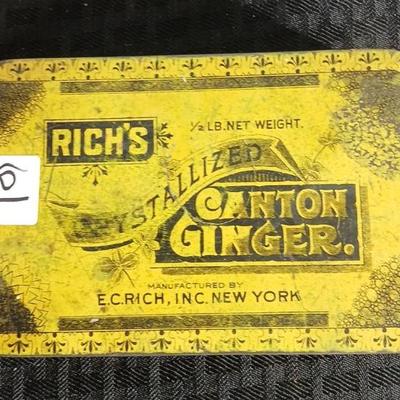 RICH'S
½ LB. NET WEIGHT.
CRYSTALLIZED
CANTON
GINGER.
MANUFACTURED BY
E.C. RICH, INC. NEW YORK